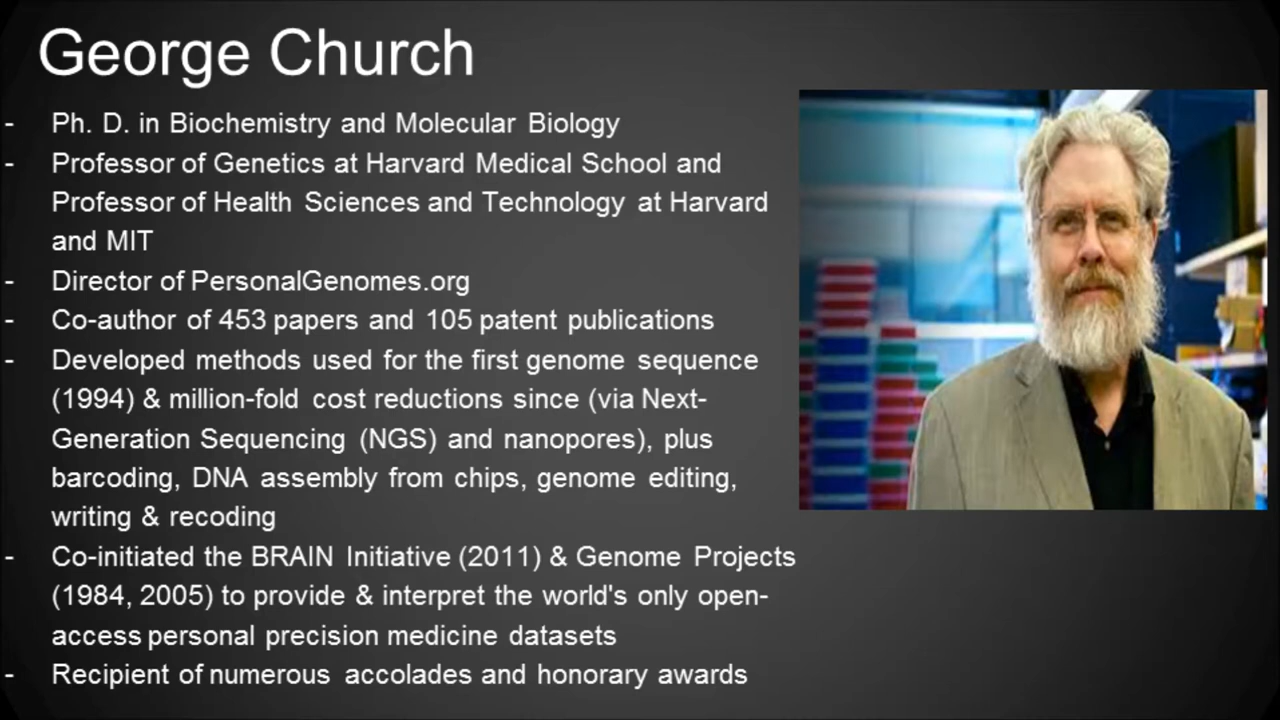 George Church
- Ph. D. in Biochemistry and Molecular Biology
- Professor of Genetics at Harvard Medical School and
Professor of Health Sciences and Technology at Harvard
and MIT
- Director of PersonalGenomes.org
- Co-author of 453 papers and 105 patent publications
- Developed methods used for the first genome sequence
(1994) & million-fold cost reductions since (via Next-
Generation Sequencing (NGS) and nanopores), plus
barcoding, DNA assembly from chips, genome editing,
writing & recoding
- Co-initiated the BRAIN Initiative (2011) & Genome Projects
(1984, 2005) to provide & interpret the world's only open-
access personal precision medicine datasets
- Recipient of numerous accolades and honorary awards